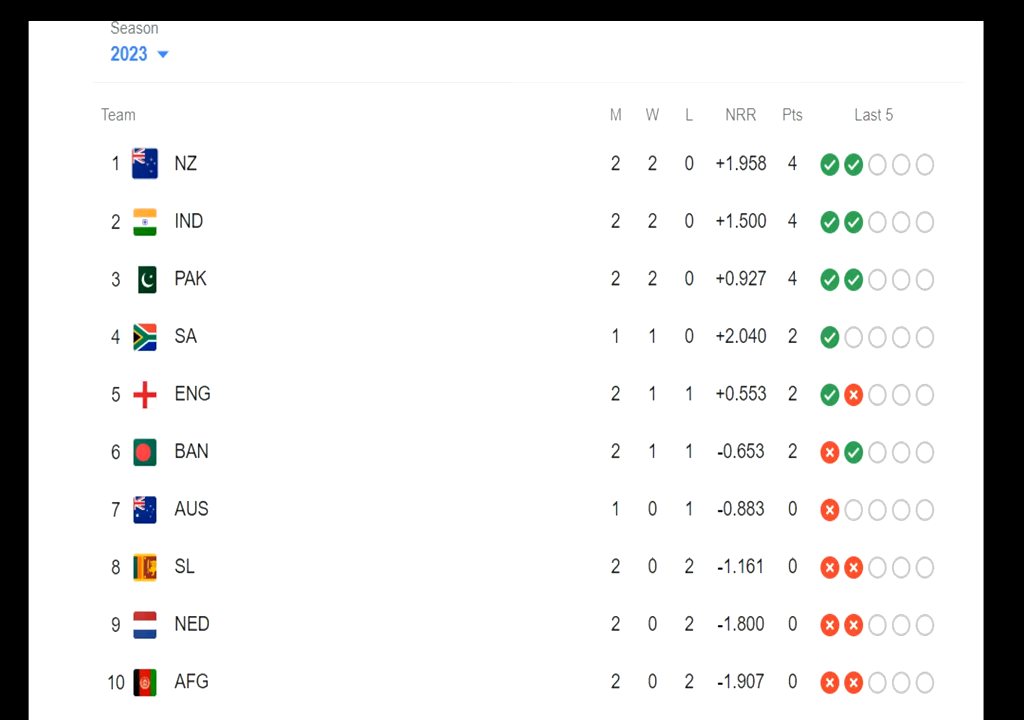 Season
2023
Team M W L NRR Pts Last 5
1 NZ 2 2 0 +1.958 4
2 IND 2 2 0 +1.500 4
3 PAK 2 2 0 +0.927 4
4 SA 1 1 0 +2.040 2
5 ENG 2 1 1 +0.553 2
6 BAN 2 1 1 -0.653 2
7 AUS 1 0 1 -0.883 0
8 SL 2 0 2 -1.161 0
9 NED 2 0 2 -1.800 0
10 AFG 2 0 2 -1.907 0